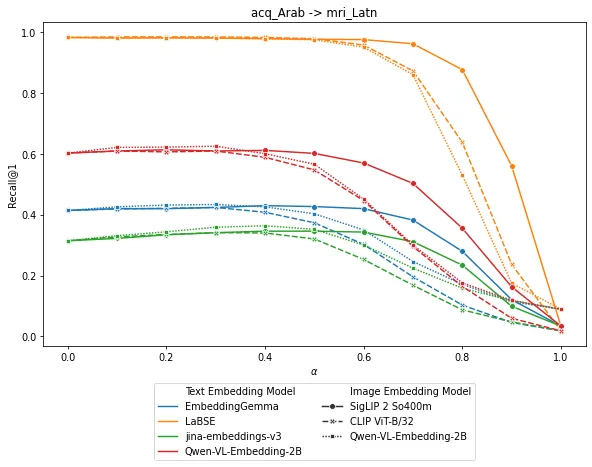 acq_Arab -> mri_Latn
1.0
0.8
0.6
0.4
0.2
0.0
Recall@1
0.0 0.2 0.4 0.6 0.8 1.0
α
Text Embedding Model
EmbeddingGemma
LaBSE
jina-embeddings-v3
Qwen-VL-Embedding-2B
Image Embedding Model
SigLIP 2 So400m
CLIP ViT-B/32
Qwen-VL-Embedding-2B